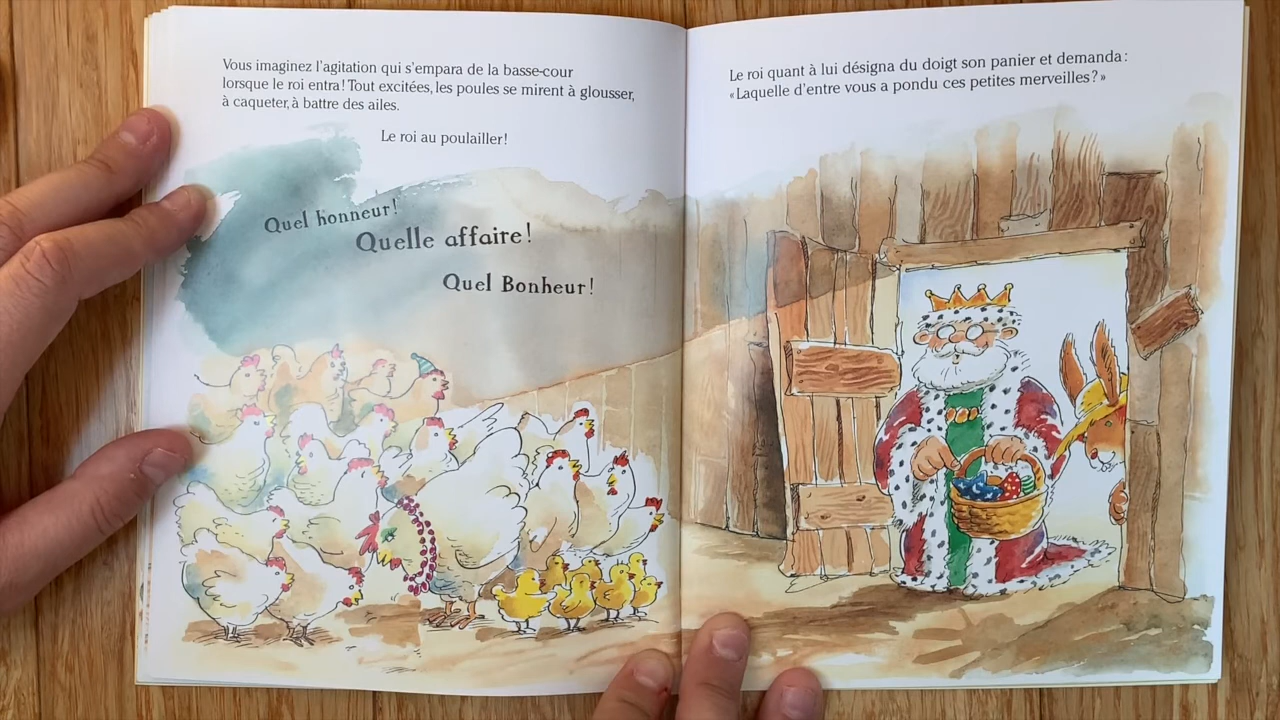 Vous imaginez l'agitation qui s'empara de la basse-cour
lorsque le roi entra! Tout excitées, les poules se mirent à glousser,
à caqueter, à battre des ailes.
Le roi au poulailler!
Quel honneur!
Quelle affaire!
Quel Bonheur!
Le roi quant à lui désigna du doigt son panier et demanda:
«Laquelle d'entre vous a pondu ces petites merveilles?»